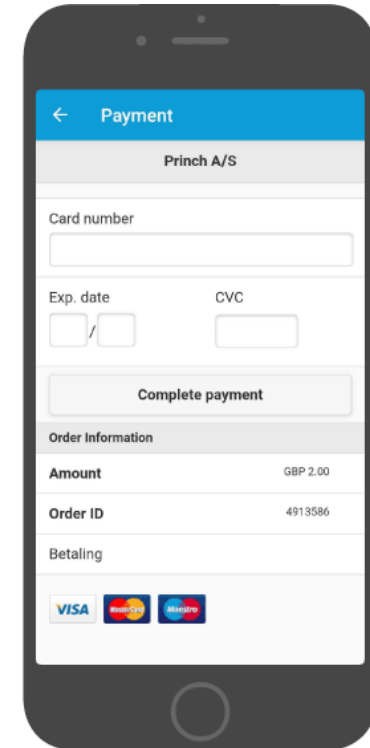 ← Payment
Princh A/S
Card number
Exp. date CVC
/
Complete payment
Order Information
Amount GBP 2.00
Order ID 4913586
Betaling
VISA MasterCard Maestro